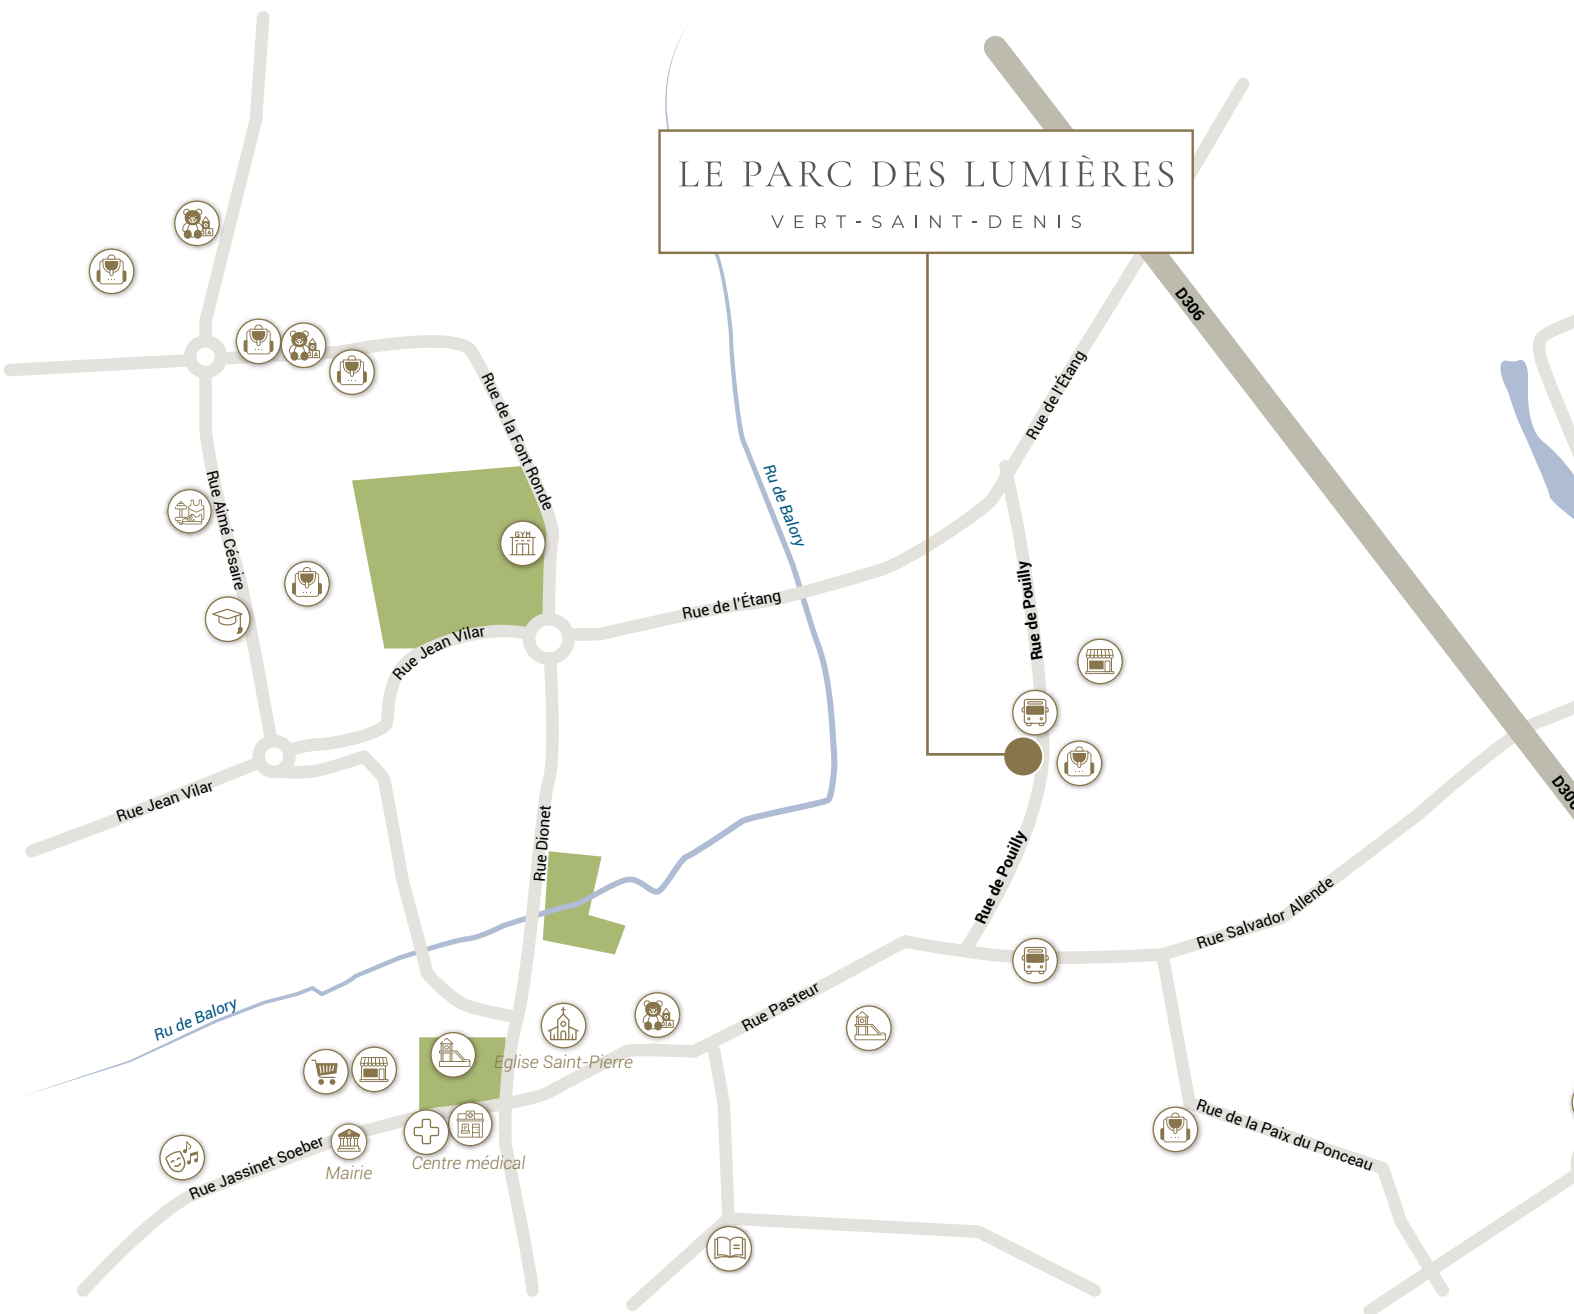 LE PARC DES LUMIÈRES
VERT-SAINT-DENIS
D306
Rue de l'Étang
Rue de la Font Ronde
Ru de Balory
Rue Aimé Césaire
GYM
Rue de Pouilly
Rue de l'Étang
Rue Jean Vilar
Rue Jean Vilar
D306
Rue Dionet
Rue de Pouilly
Rue Salvador Allende
Rue Pasteur
Ru de Balory
Eglise Saint-Pierre
Rue de la Paix du Ponceau
Rue Jassinet Soeber
Mairie
Centre médical